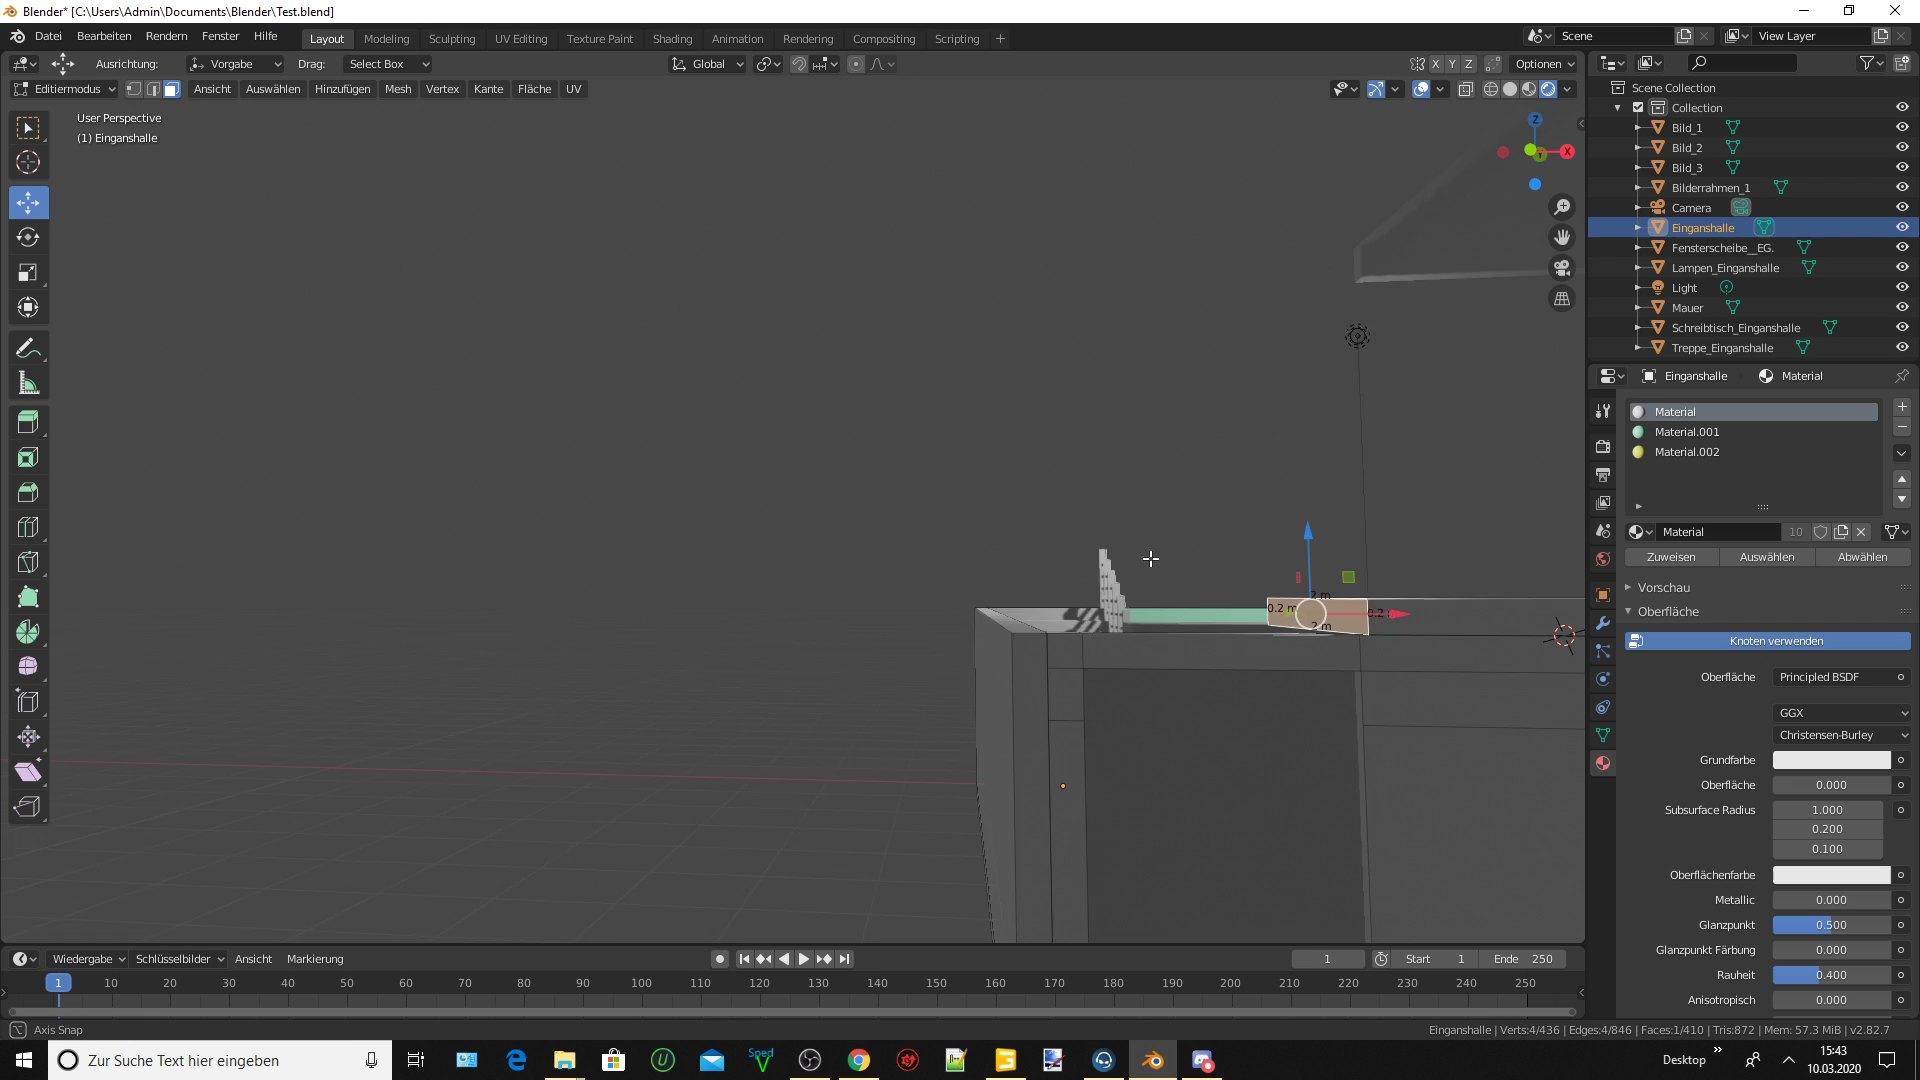 Blender* [C:\Users\Admin\Documents\Blender\Test.blend]
Datei Bearbeiten Rendern Fenster Hilfe Layout Modeling Sculpting UV Editing Texture Paint Shading Animation Rendering Compositing Scripting + Scene View Layer
Ausrichtung: Vorgabe Drag: Select Box Global X Y Z Optionen
Editiermodus Ansicht Auswählen Hinzufügen Mesh Vertex Kante Fläche UV
User Perspective
(1) Einganshalle
Z
X
2 m
0.2 m
0.2
2 m
Scene Collection
Collection
Bild_1
Bild_2
Bild_3
Bilderrahmen_1
Camera
Einganshalle
Fensterscheibe__EG.
Lampen_Einganshalle
Light
Mauer
Schreibtisch_Einganshalle
Treppe_Einganshalle
Einganshalle Material
Material
Material.001
Material.002
Material 10
Zuweisen Auswählen Abwählen
Vorschau
Oberfläche
Knoten verwenden
Oberfläche Principled BSDF
GGX
Christensen-Burley
Grundfarbe
Oberfläche 0.000
Subsurface Radius 1.000
0.200
0.100
Oberflächenfarbe
Metallic 0.000
Glanzpunkt 0.500
Glanzpunkt Färbung 0.000
Rauheit 0.400
Anisotropisch 0.000
Wiedergabe Schlüsselbilder Ansicht Markierung 1 Start 1 Ende 250
1 10 20 30 40 50 60 70 80 90 100 110 120 130 140 150 160 170 180 190 200 210 220 230 240 250
Axis Snap
Einganshalle | Verts:4/436 | Edges:4/846 | Faces:1/410 | Tris:872 | Mem: 57.3 MiB | v2.82.7
Zur Suche Text hier eingeben
Sped
Desktop
15:43
10.03.2020